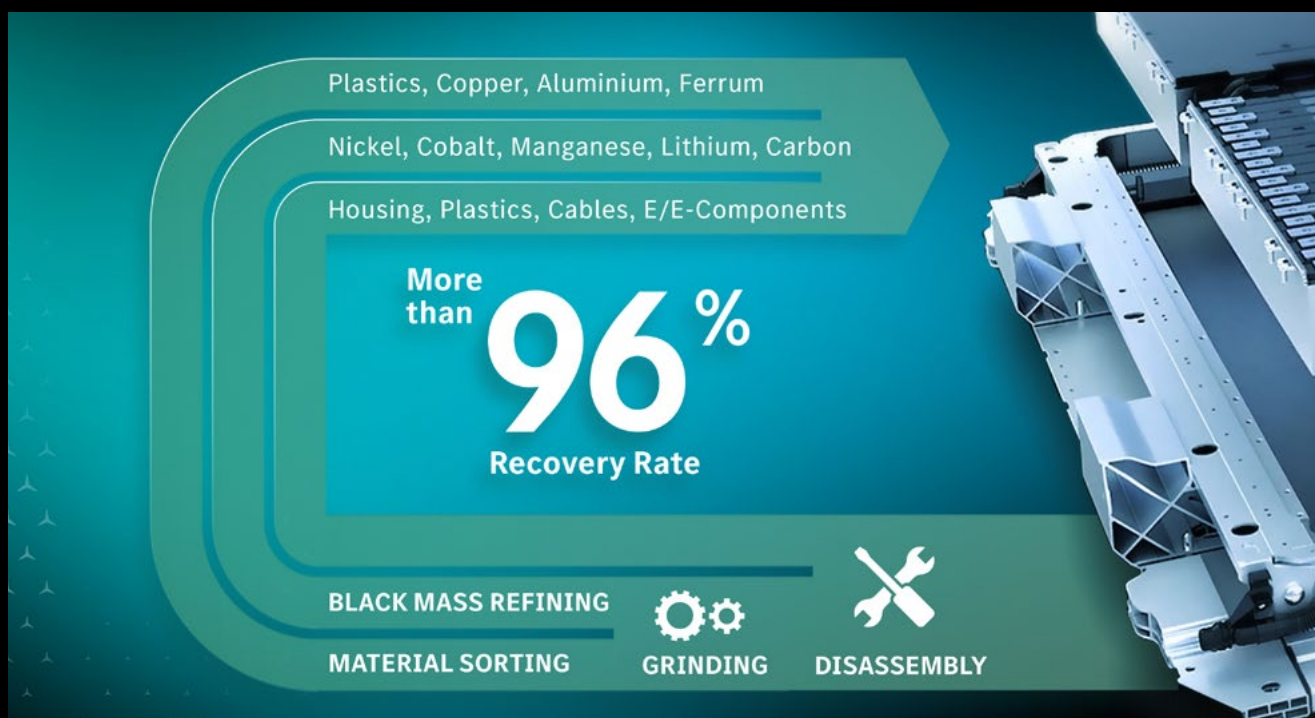 Plastics, Copper, Aluminium, Ferrum
Nickel, Cobalt, Manganese, Lithium, Carbon
Housing, Plastics, Cables, E/E-Components
More
than
96%
Recovery Rate
BLACK MASS REFINING
MATERIAL SORTING
GRINDING
DISASSEMBLY